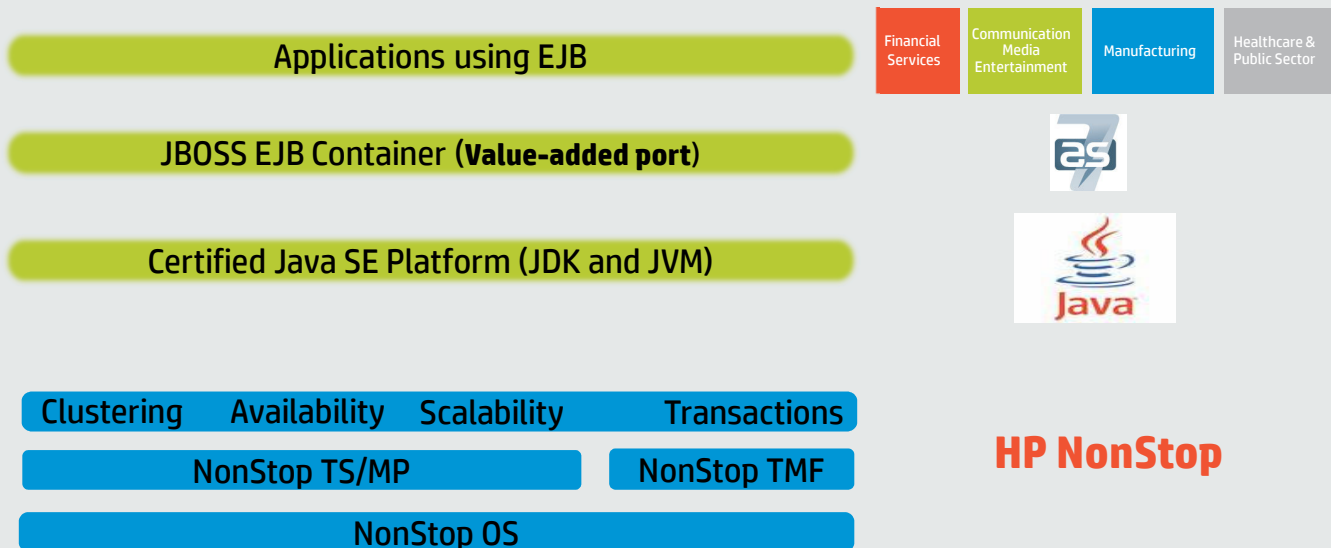 Applications using EJB
Financial
Services
Communication
Media
Entertainment
Manufacturing
Healthcare &
Public Sector
JBOSS EJB Container (Value-added port)
as
7
Certified Java SE Platform (JDK and JVM)
Java
Clustering Availability Scalability Transactions
NonStop TS/MP NonStop TMF
HP NonStop
NonStop OS